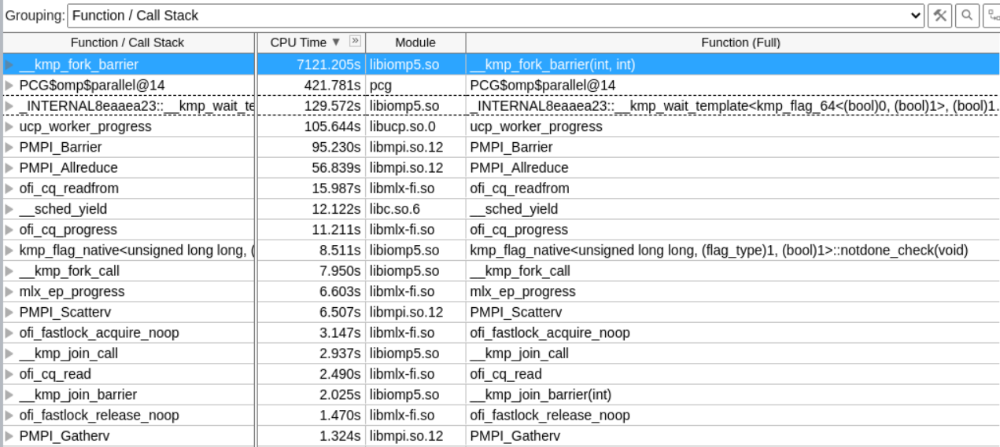 Grouping: Function / Call Stack
Function / Call Stack CPU Time ▼ » Module Function (Full)
__kmp_fork_barrier 7121.205s libiomp5.so __kmp_fork_barrier(int, int)
PCG$omp$parallel@14 421.781s pcg PCG$omp$parallel@14
_INTERNAL8eaaea23::__kmp_wait_te 129.572s libiomp5.so _INTERNAL8eaaea23::__kmp_wait_template<kmp_flag_64<(bool)0, (bool)1>, (bool)1.
ucp_worker_progress 105.644s libucp.so.0 ucp_worker_progress
PMPI_Barrier 95.230s libmpi.so.12 PMPI_Barrier
PMPI_Allreduce 56.839s libmpi.so.12 PMPI_Allreduce
ofi_cq_readfrom 15.987s libmlx-fi.so ofi_cq_readfrom
__sched_yield 12.122s libc.so.6 __sched_yield
ofi_cq_progress 11.211s libmlx-fi.so ofi_cq_progress
kmp_flag_native<unsigned long long, ( 8.511s libiomp5.so kmp_flag_native<unsigned long long, (flag_type)1, (bool)1>::notdone_check(void)
__kmp_fork_call 7.950s libiomp5.so __kmp_fork_call
mlx_ep_progress 6.603s libmlx-fi.so mlx_ep_progress
PMPI_Scatterv 6.507s libmpi.so.12 PMPI_Scatterv
ofi_fastlock_acquire_noop 3.147s libmlx-fi.so ofi_fastlock_acquire_noop
__kmp_join_call 2.937s libiomp5.so __kmp_join_call
ofi_cq_read 2.490s libmlx-fi.so ofi_cq_read
__kmp_join_barrier 2.025s libiomp5.so __kmp_join_barrier(int)
ofi_fastlock_release_noop 1.470s libmlx-fi.so ofi_fastlock_release_noop
PMPI_Gatherv 1.324s libmpi.so.12 PMPI_Gatherv